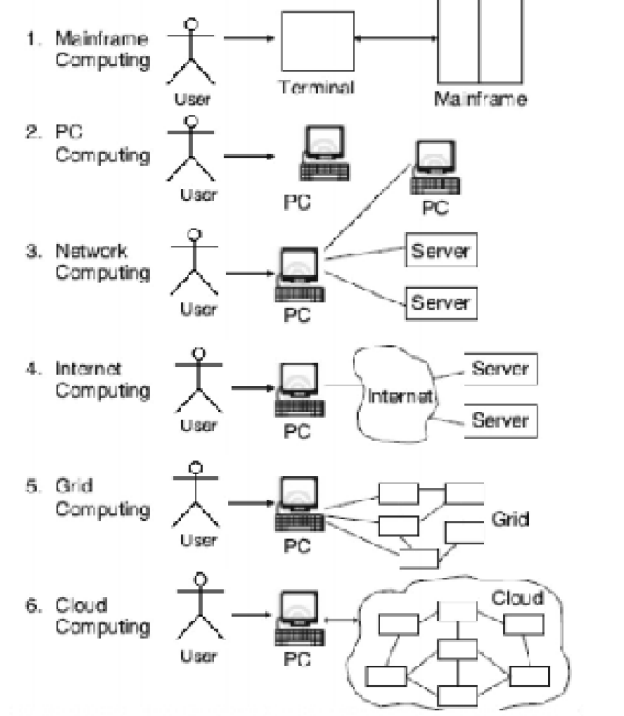 1. Mainframe
Computing
User
Terminal
Mainframe
2. PC
Computing
User
PC
PC
3. Network
Computing
User
PC
Server
Server
4. Internet
Computing
User
PC
Internet
Server
Server
5. Grid
Computing
User
PC
Grid
6. Cloud
Computing
User
PC
Cloud